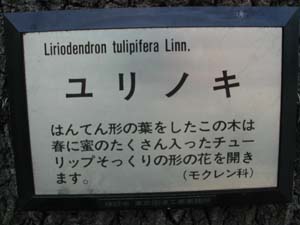 Liriodendron tulipifera Linn.
ユリノキ
はんてん形の葉をしたこの木は
春に蜜のたくさん入ったチュー
リップそっくりの形の花を開き
ます。 (モクレン科)